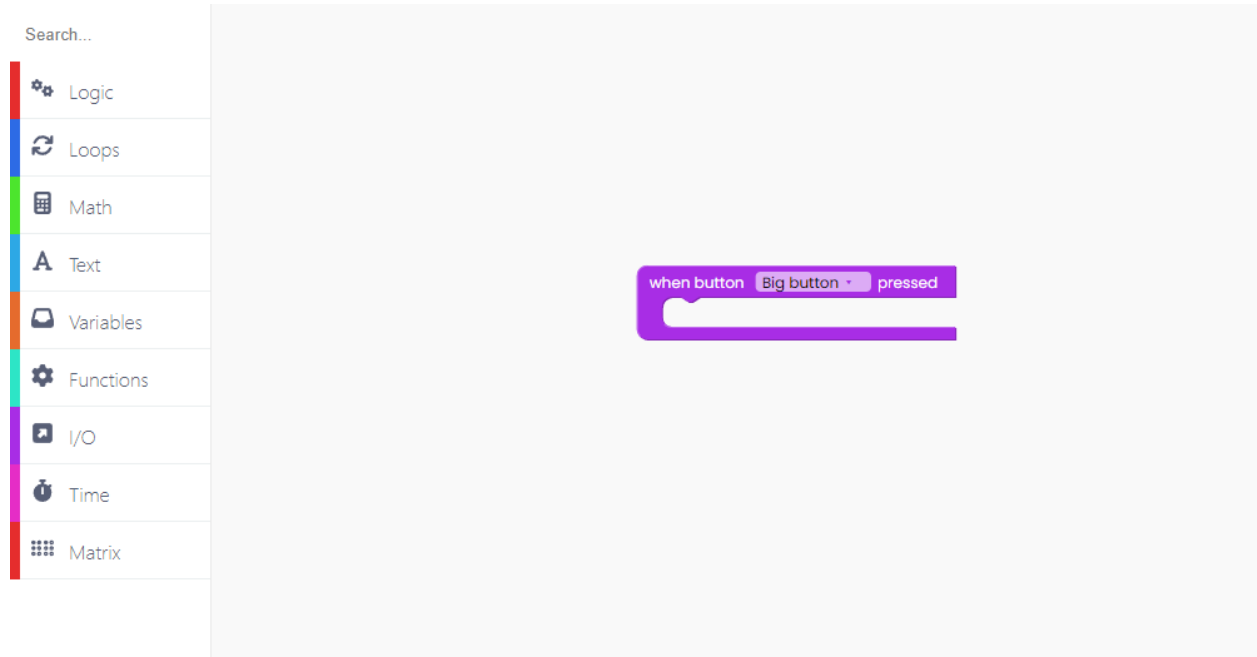 Search...
Logic
Loops
Math
Text
Variables
Functions
I/O
Time
Matrix
when button Big button pressed